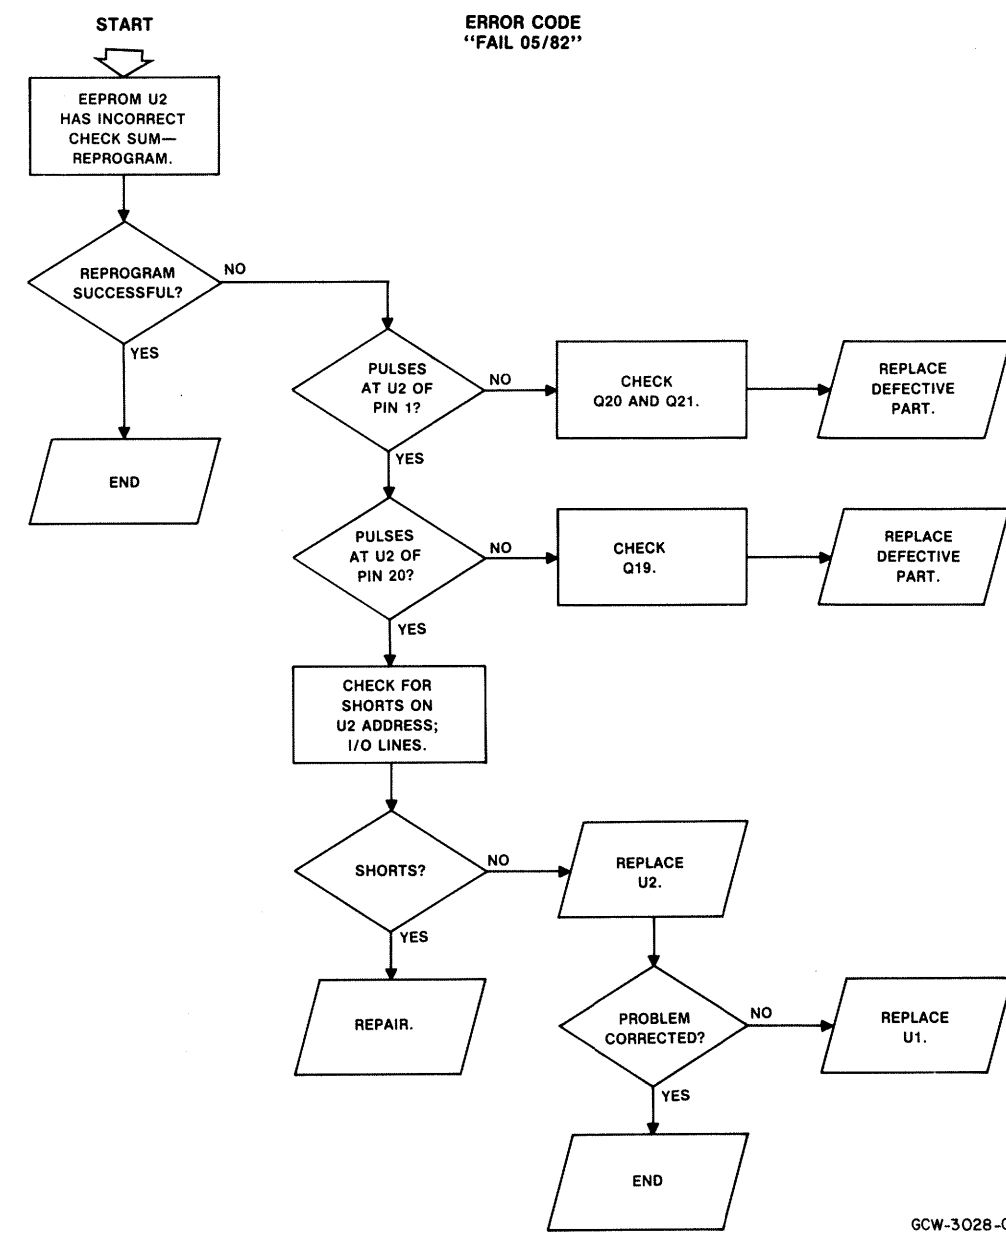 START
ERROR CODE
“FAIL 05/82”
EEPROM U2
HAS INCORRECT
CHECK SUM—
REPROGRAM.
REPROGRAM
SUCCESSFUL?
NO
YES
END
PULSES
AT U2 OF
PIN 1?
NO
CHECK
Q20 AND Q21.
REPLACE
DEFECTIVE
PART.
YES
PULSES
AT U2 OF
PIN 20?
NO
CHECK
Q19.
REPLACE
DEFECTIVE
PART.
YES
CHECK FOR
SHORTS ON
U2 ADDRESS;
I/O LINES.
SHORTS?
NO
REPLACE
U2.
YES
REPAIR.
PROBLEM
CORRECTED?
NO
REPLACE
U1.
YES
END
GCW-3028-